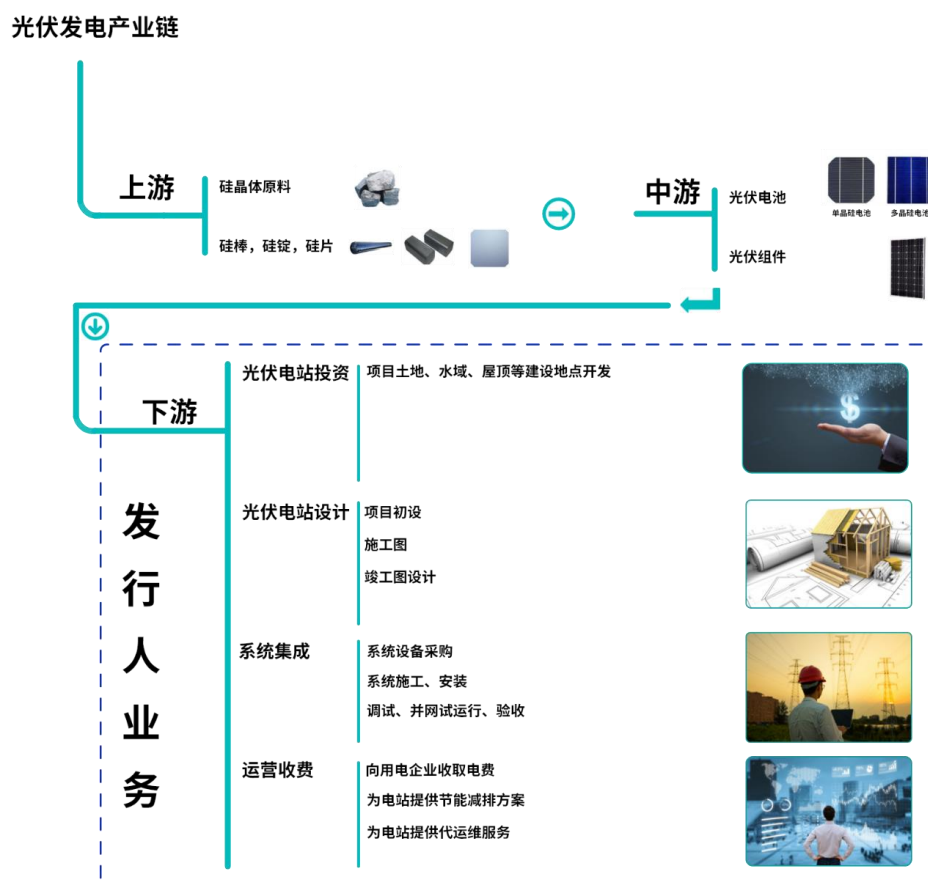 光伏发电产业链
上游
硅晶体原料
硅棒，硅锭，硅片
中游
光伏电池
单晶硅电池
多晶硅电池
光伏组件
下游
发行人业务
光伏电站投资
项目土地、水域、屋顶等建设地点开发
光伏电站设计
项目初设
施工图
竣工图设计
系统集成
系统设备采购
系统施工、安装
调试、并网试运行、验收
运营收费
向用电企业收取电费
为电站提供节能减排方案
为电站提供代运维服务